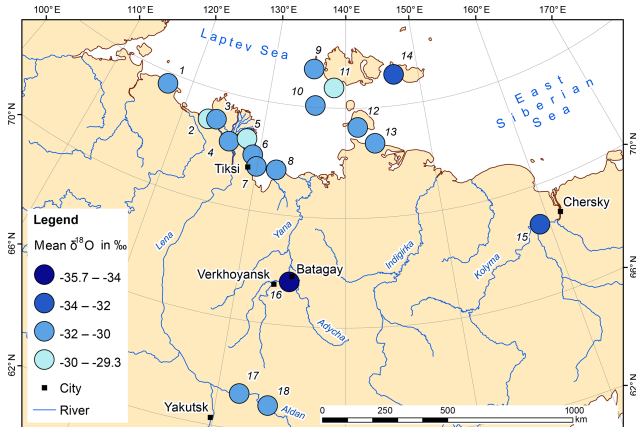 100°E
110°E
120°E
130°E
140°E
150°E
160°E
170°E
Laptev Sea
9
14
1
11
10
East
Siberian
Sea
70°N
3
2
5
12
4
6
13
70°N
Tiksi
8
7
Chersky
Legend
Mean δ18O in ‰
-35.7 – -34
-34 – -32
-32 – -30
-30 – -29.3
City
River
Lena
Yana
Indigirka
Kolyma
15
66°N
66°N
Verkhoyansk
Batagay
16
Adycha
62°N
62°N
17
18
Yakutsk
Aldan
0
250
500
1000
km